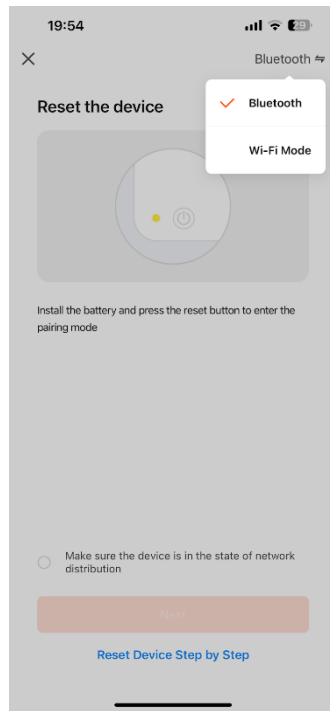 19:54
29
Bluetooth ⇋
Reset the device
Bluetooth
Wi-Fi Mode
Install the battery and press the reset button to enter the
pairing mode
Make sure the device is in the state of network
distribution
Next
Reset Device Step by Step